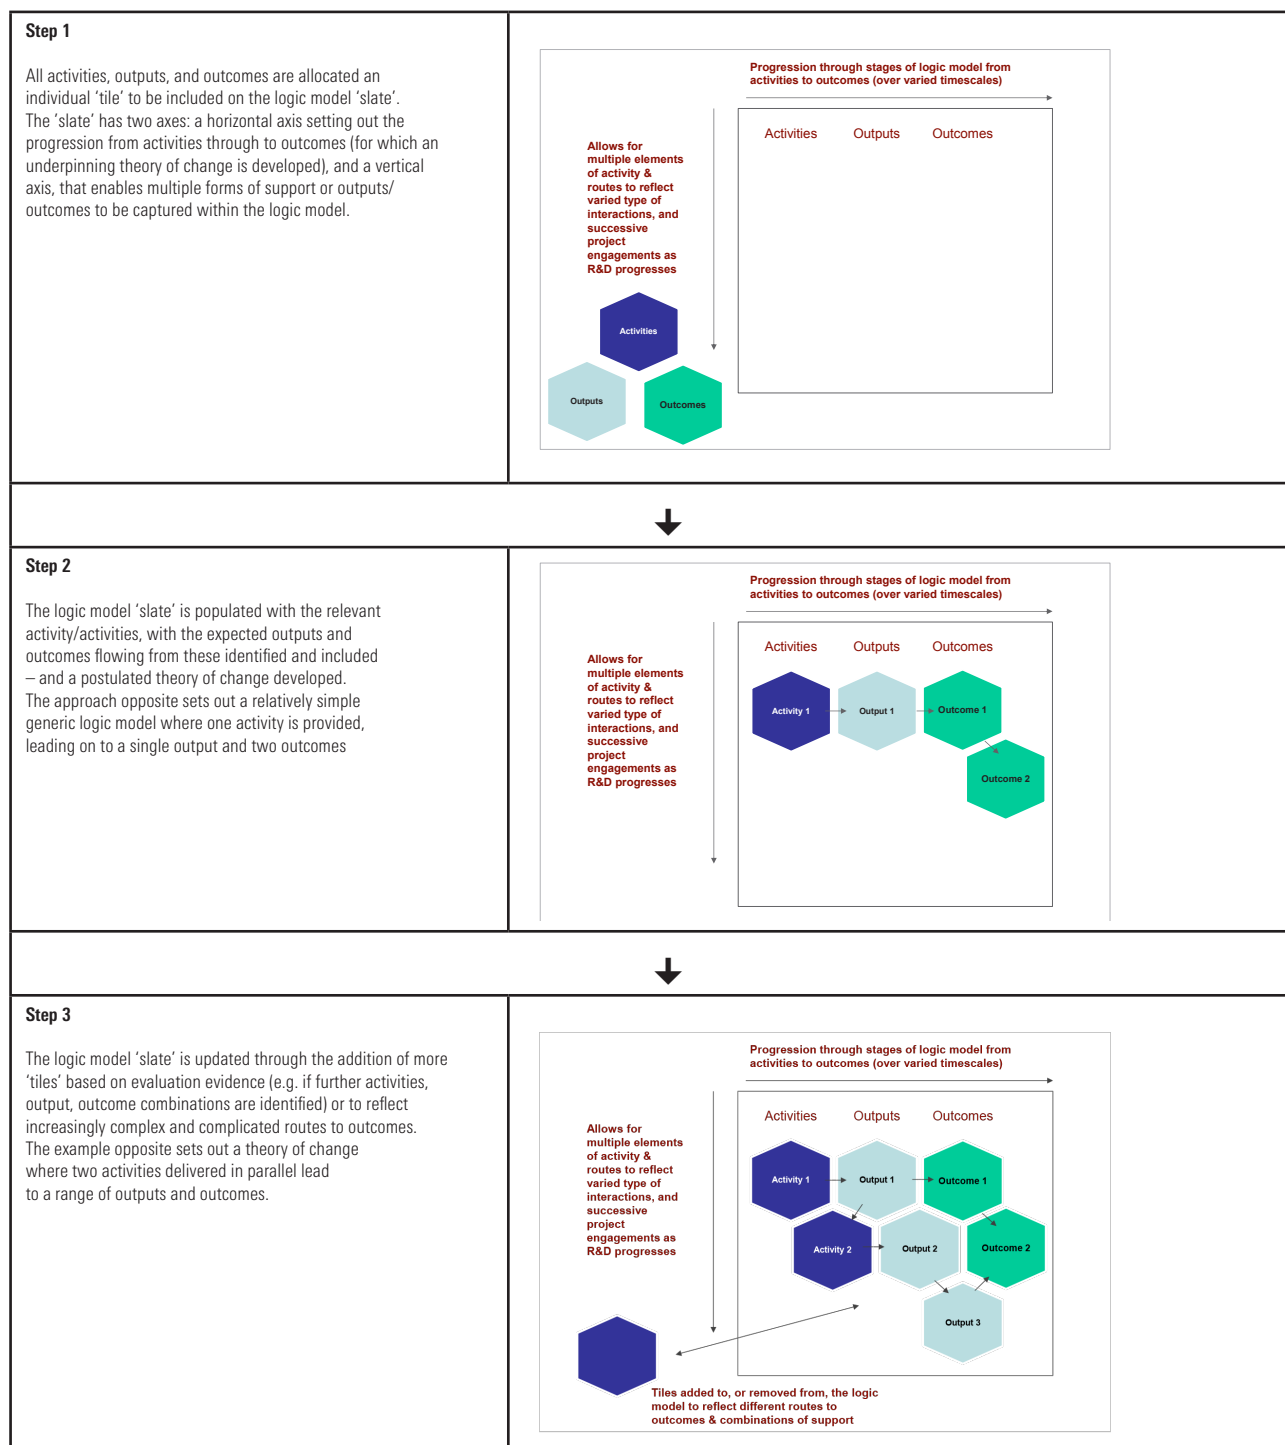 Step 1
All activities, outputs, and outcomes are allocated an
individual ‘tile’ to be included on the logic model ‘slate’.
The ‘slate’ has two axes: a horizontal axis setting out the
progression from activities through to outcomes (for which an
underpinning theory of change is developed), and a vertical
axis, that enables multiple forms of support or outputs/
outcomes to be captured within the logic model.
Progression through stages of logic model from
activities to outcomes (over varied timescales)
Allows for
multiple elements
of activity &
routes to reflect
varied type of
interactions, and
successive
project
engagements as
R&D progresses
Activities Outputs Outcomes
Activities
Outputs
Outcomes
Step 2
The logic model ‘slate’ is populated with the relevant
activity/activities, with the expected outputs and
outcomes flowing from these identified and included
– and a postulated theory of change developed.
The approach opposite sets out a relatively simple
generic logic model where one activity is provided,
leading on to a single output and two outcomes
Progression through stages of logic model from
activities to outcomes (over varied timescales)
Allows for
multiple elements
of activity &
routes to reflect
varied type of
interactions, and
successive
project
engagements as
R&D progresses
Activities Outputs Outcomes
Activity 1 Output 1 Outcome 1
Outcome 2
Step 3
The logic model ‘slate’ is updated through the addition of more
‘tiles’ based on evaluation evidence (e.g. if further activities,
output, outcome combinations are identified) or to reflect
increasingly complex and complicated routes to outcomes.
The example opposite sets out a theory of change
where two activities delivered in parallel lead
to a range of outputs and outcomes.
Progression through stages of logic model from
activities to outcomes (over varied timescales)
Allows for
multiple elements
of activity &
routes to reflect
varied type of
interactions, and
successive
project
engagements as
R&D progresses
Activities Outputs Outcomes
Activity 1 Output 1 Outcome 1
Activity 2 Output 2 Outcome 2
Output 3
Tiles added to, or removed from, the logic
model to reflect different routes to
outcomes & combinations of support